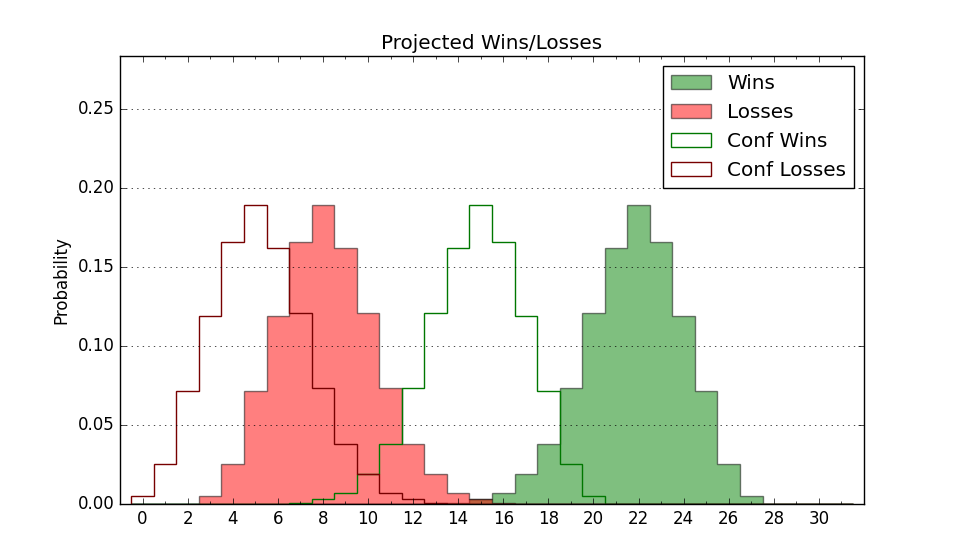 Projected Wins/Losses
Wins
Losses
Conf Wins
Conf Losses
Probability
0.25
0.20
0.15
0.10
0.05
0.00
0 2 4 6 8 10 12 14 16 18 20 22 24 26 28 30